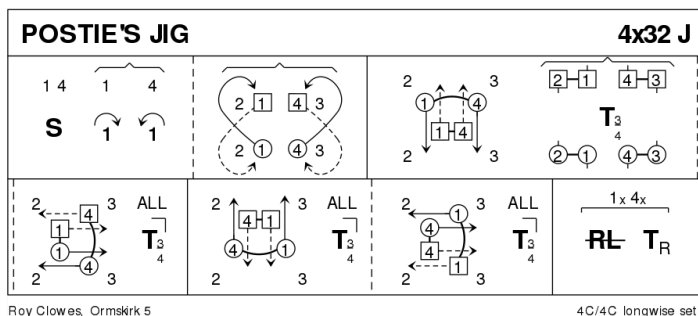 POSTIE'S JIG 4x32 J
1 4 1 4 2 1 4 3 2 3 2 1 4 3
S 1 1 1 4 T 3/4
2 1 4 3 1 4 2 1 4 3
2 3
2 3 ALL 2 3 ALL 2 3 ALL 1x 4x
4 4 1 1
1 T 3/4 T 3/4 4 T 3/4 RL TR
1 4 1 4
4 1
2 3 2 3 2 3
Roy Clowes, Ormskirk 5 4C/4C longwise set